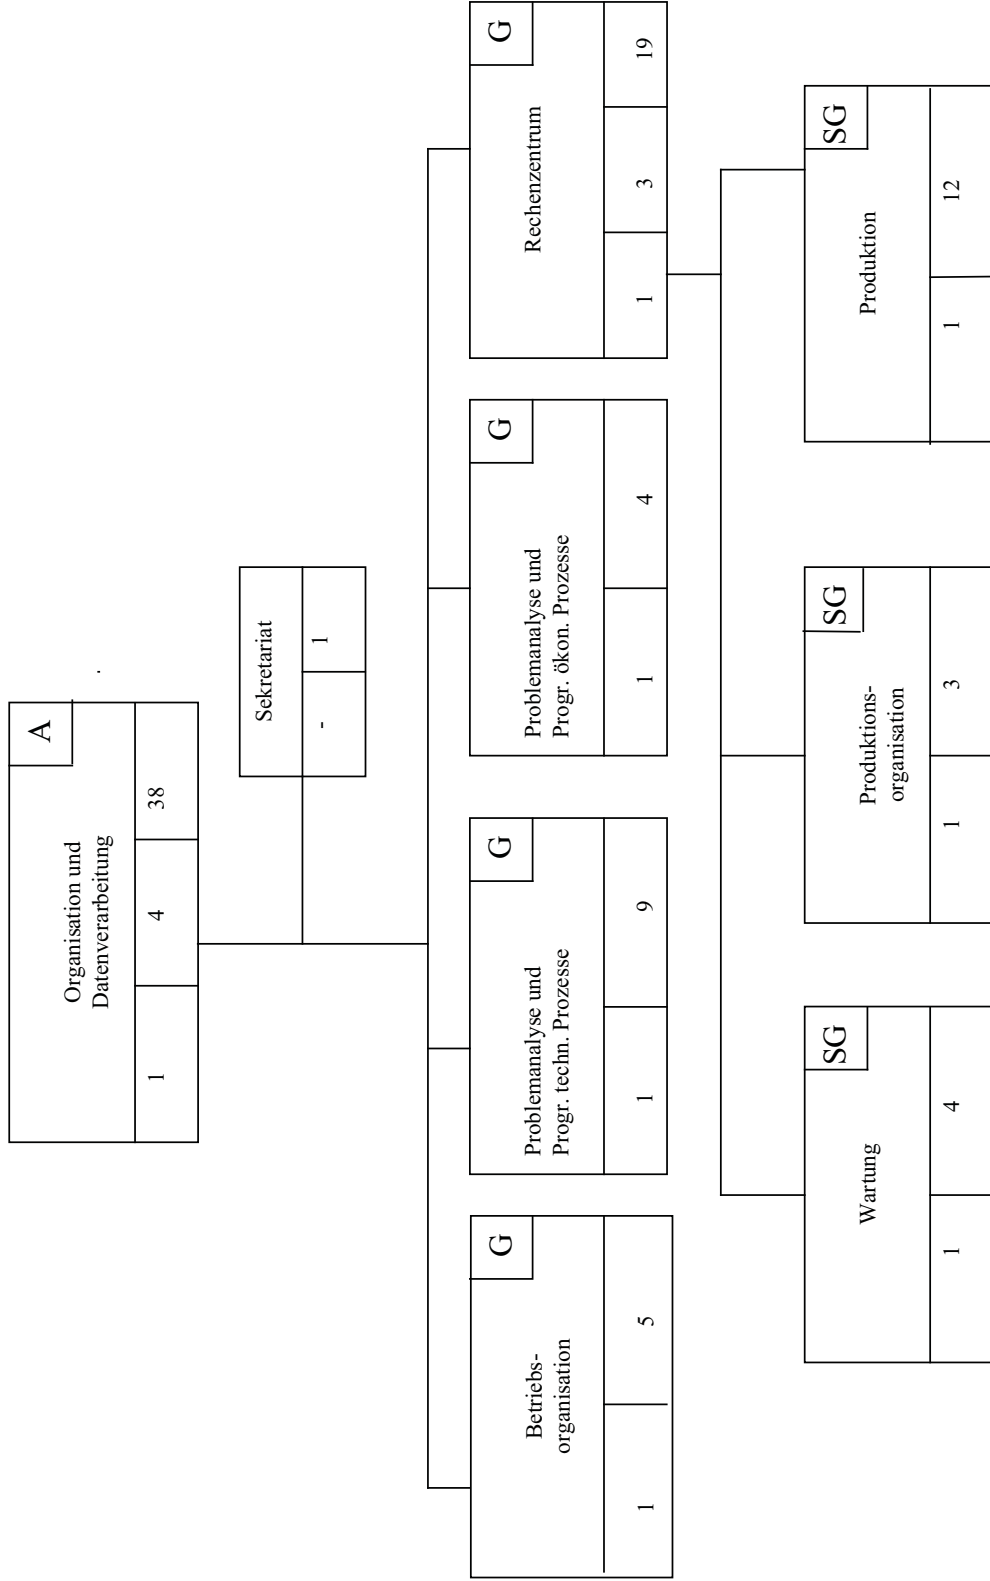 A
Organisation und
Datenverarbeitung
1
4
38
Sekretariat
-
1
G
Betriebs-
organisation
1
5
G
Problemanalyse und
Progr. techn. Prozesse
1
9
G
Problemanalyse und
Progr. ökon. Prozesse
1
4
G
Rechenzentrum
1
3
19
SG
Wartung
1
4
SG
Produktions-
organisation
1
3
SG
Produktion
1
12